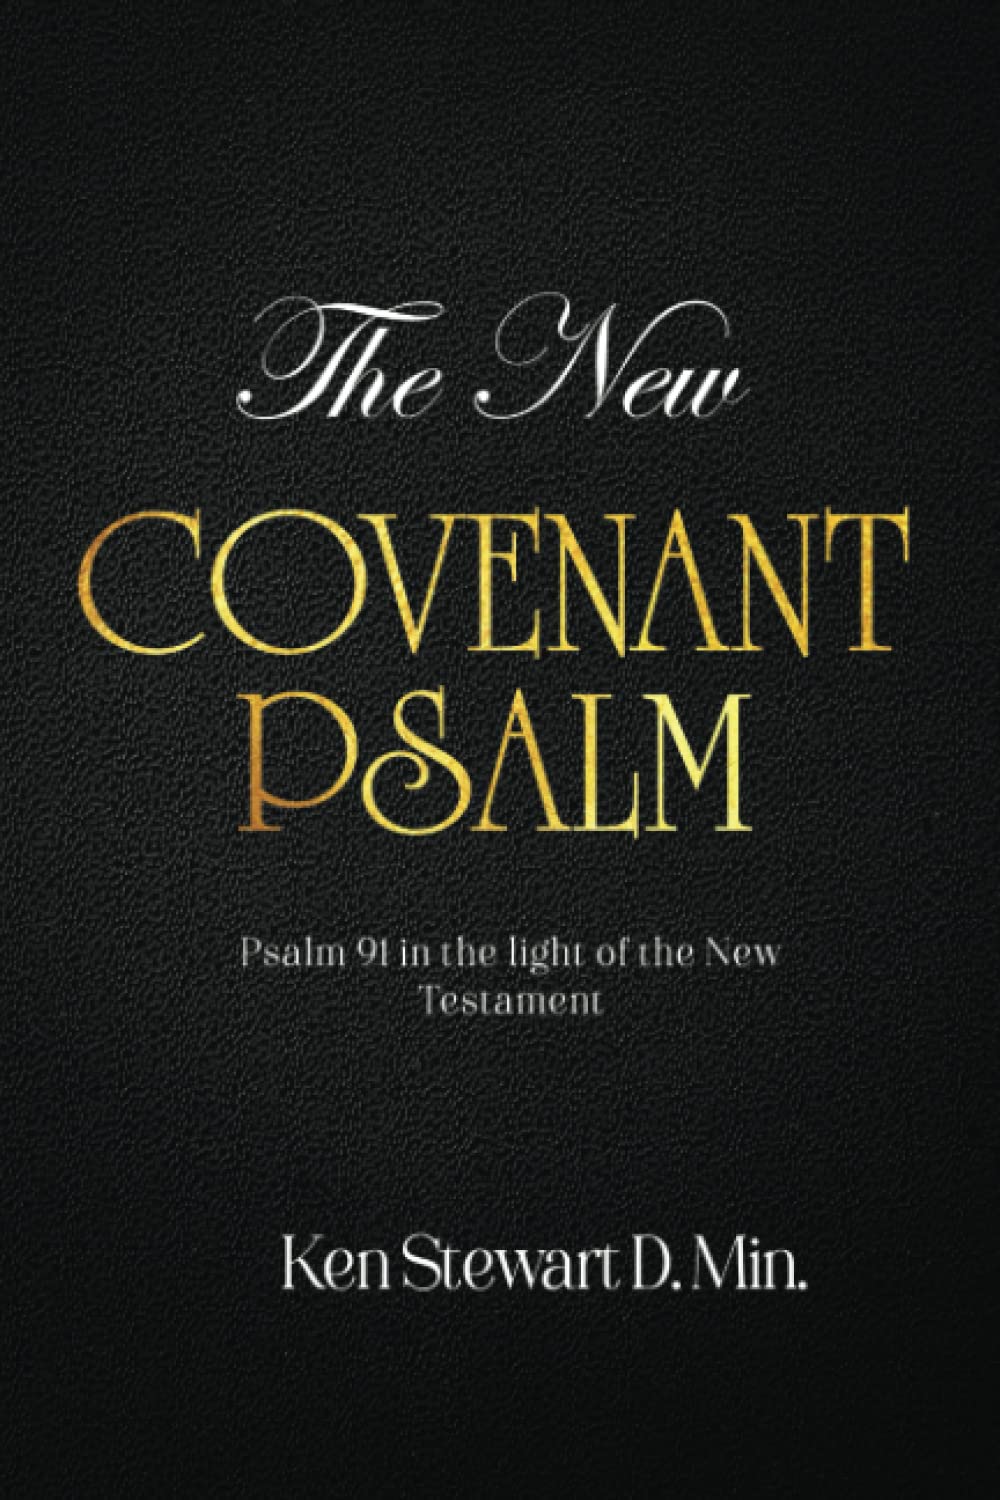 The New
COVENANT
PSALM
Psalm 91 in the light of the New
Testament
Ken Stewart D. Min.